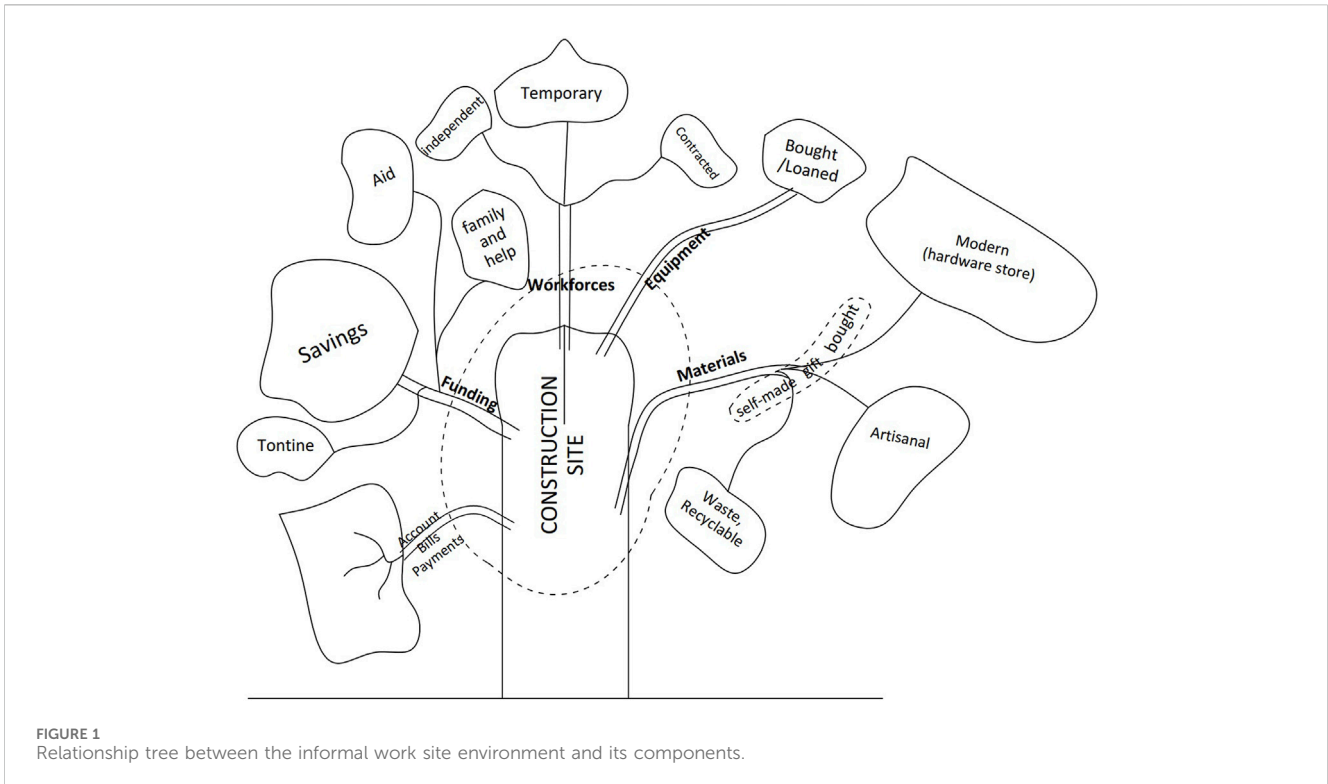 Temporary
independent
Contracted
Bought
/Loaned
Aid
family
and
help
Modern
(hardware store)
Workforces
Equipment
Savings
bought
gift
self-made
Materials
Funding
CONSTRUCTION
SITE
Tontine
Artisanal
Waste,
Recyclable
Account
Bills
Payments
FIGURE 1
Relationship tree between the informal work site environment and its components.